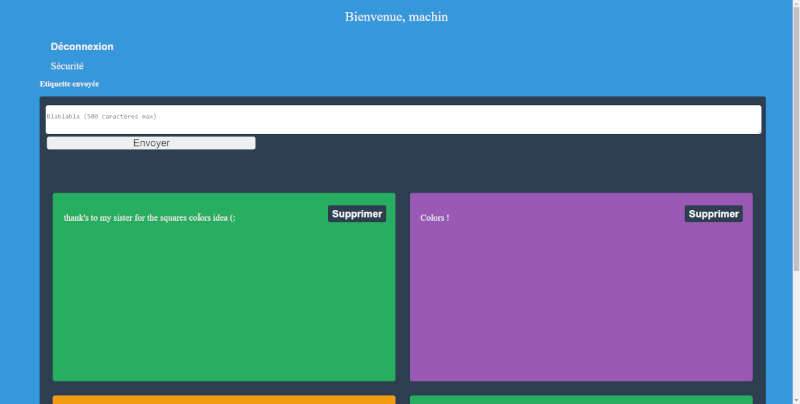 Bienvenue, machin
Déconnexion
Sécurité
Etiquette envoyée
Blablabla (500 caractères max)
Envoyer
thank's to my sister for the squares colors idea (:
Supprimer
Colors !
Supprimer